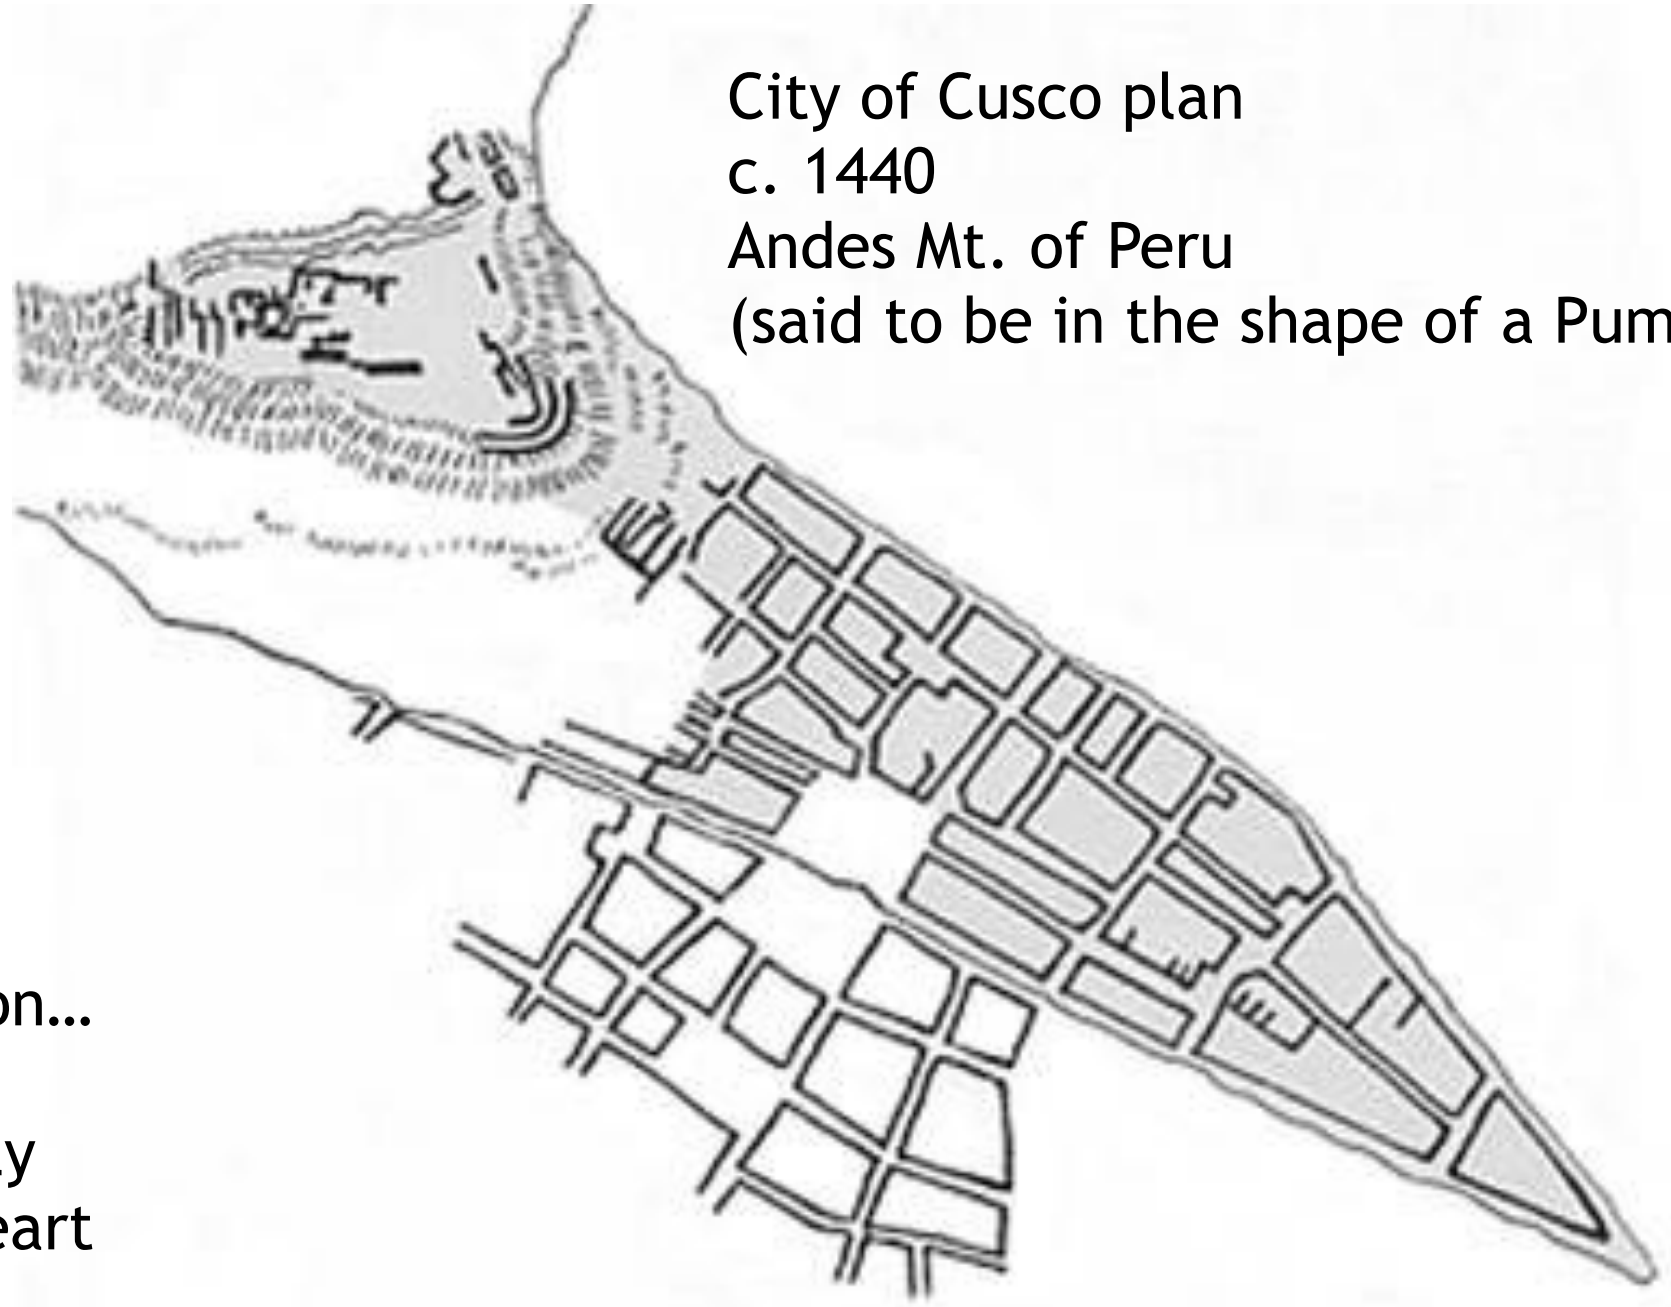 City of Cusco plan
c. 1440
Andes Mt. of Peru
(said to be in the shape of a Pum
on...
y
eart